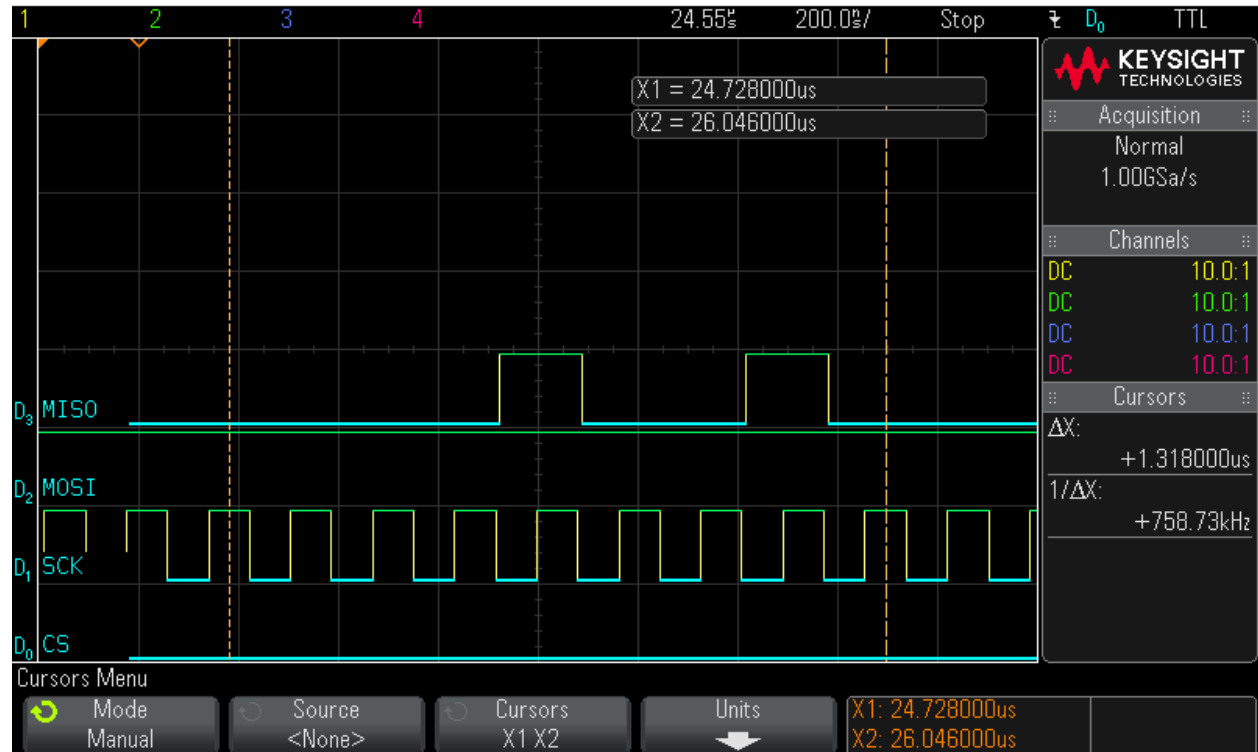 1 2 3 4 24.55µs 200.0ns/ Stop D0 TTL
KEYSIGHT
TECHNOLOGIES
X1 = 24.728000us
X2 = 26.046000us
Acquisition
Normal
1.00GSa/s
Channels
DC 10.0:1
DC 10.0:1
DC 10.0:1
DC 10.0:1
Cursors
ΔX:
+1.318000us
1/ΔX:
+758.73kHz
D3 MISO
D2 MOSI
D1 SCK
D0 CS
Cursors Menu
Mode
Manual
Source
<None>
Cursors
X1 X2
Units
X1: 24.728000us
X2: 26.046000us